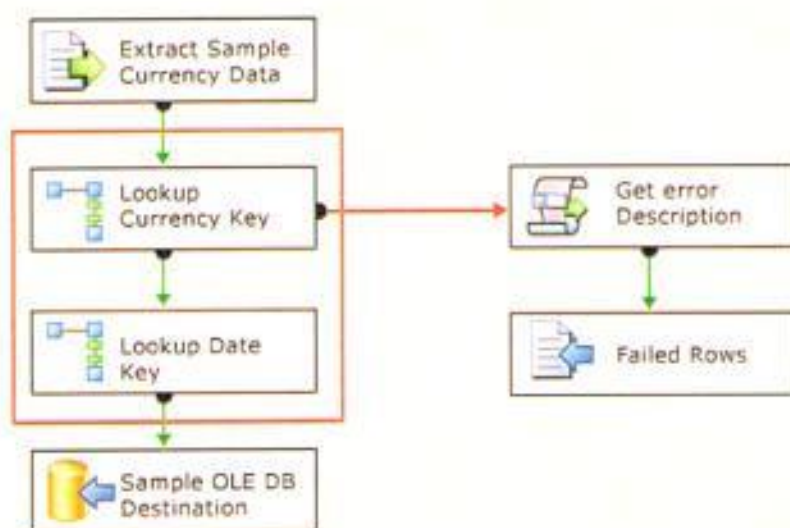 Extract Sample
Currency Data
Lookup
Currency Key
Get error
Description
Lookup Date
Key
Failed Rows
Sample OLE DB
Destination